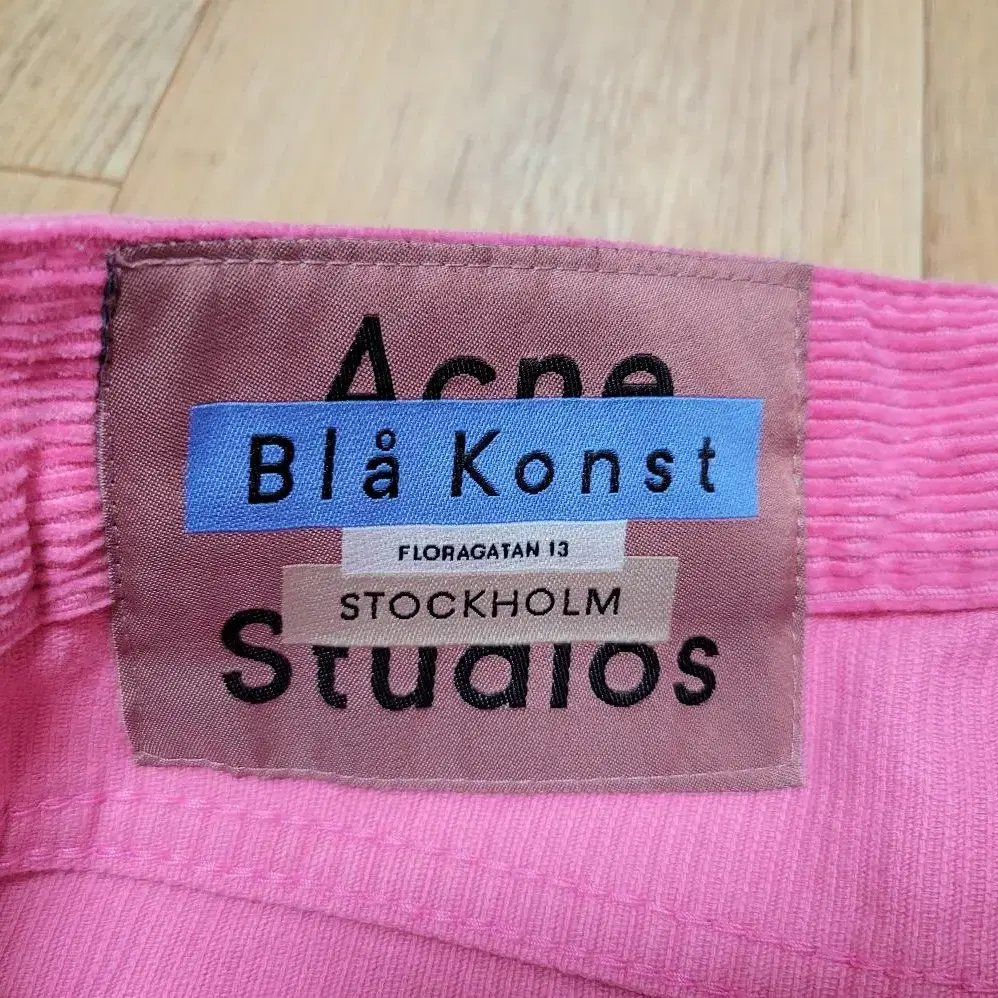 Acne
Blå Konst
FLORAGATAN 13
STOCKHOLM
Studios